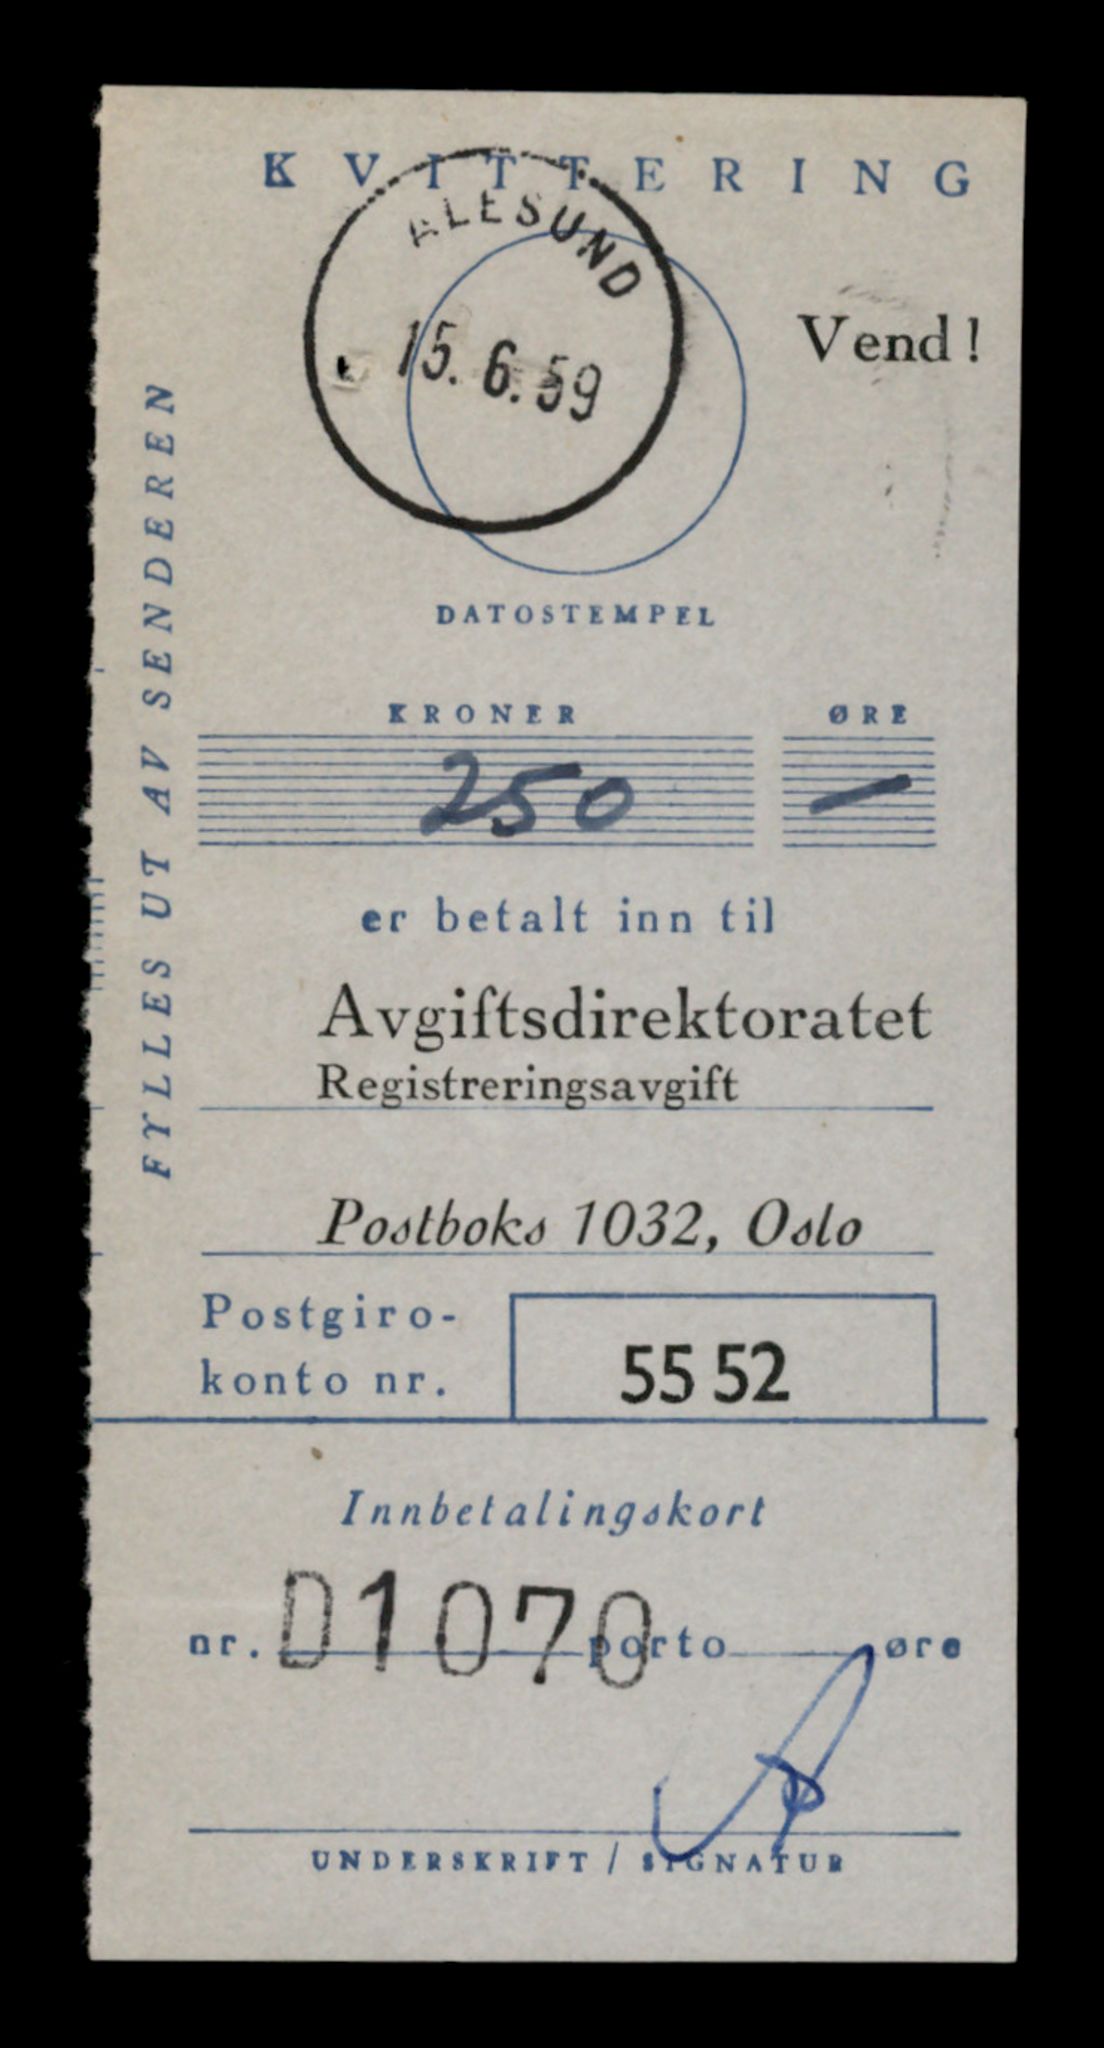 KVITTERING
ALESUND
15.6.59
Vend!
DATOSTEMPEL
FYLLES UT AV SENDEREN
KRONER ØRE
250 —
er betalt inn til
Avgiftsdirektoratet
Registreringsavgift
Postboks 1032, Oslo
Postgiro-
konto nr. 55 52
Innbetalingskort
nr. D1070 porto øre
UNDERSKRIFT / SIGNATUR